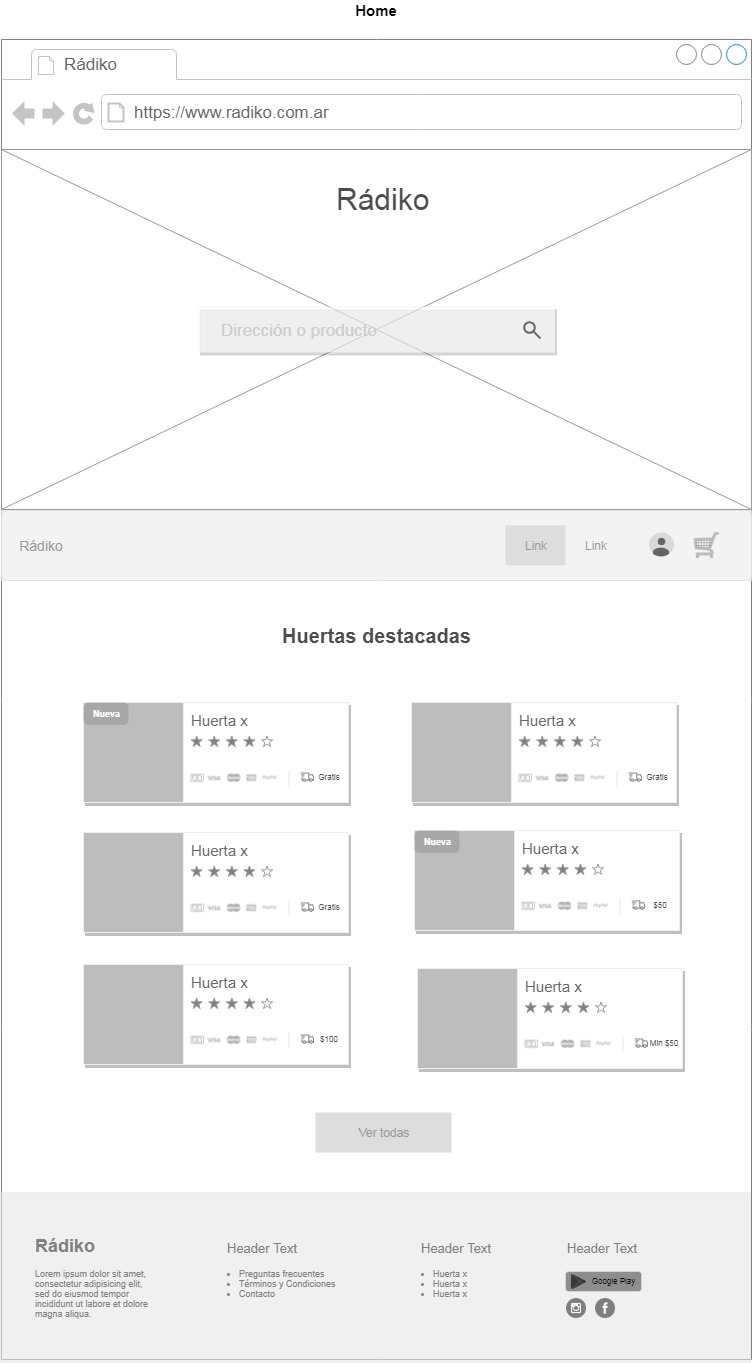 Home
Rádiko
https://www.radiko.com.ar
Rádiko
Dirección o producto
Rádiko
Link
Link
Huertas destacadas
Nueva
Huerta x
VISA
PayPal
Gratis
Huerta x
VISA
PayPal
Gratis
Huerta x
VISA
PayPal
Gratis
Nueva
Huerta x
VISA
PayPal
$50
Huerta x
VISA
PayPal
$100
Huerta x
VISA
PayPal
Min $50
Ver todas
Rádiko
Lorem ipsum dolor sit amet,
consectetur adipisicing elit,
sed do eiusmod tempor
incididunt ut labore et dolore
magna aliqua.
Header Text
Preguntas frecuentes
Términos y Condiciones
Contacto
Header Text
Huerta x
Huerta x
Huerta x
Header Text
Google Play